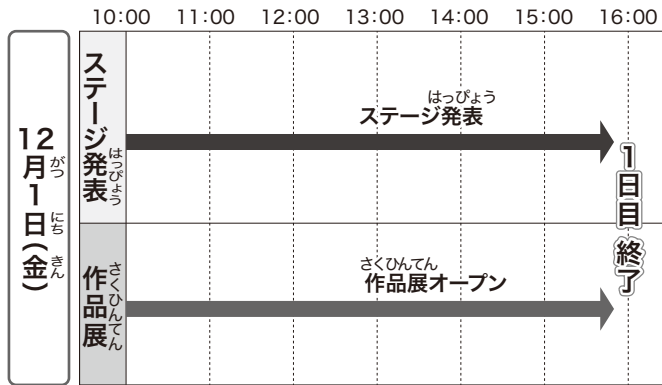 10:00 11:00 12:00 13:00 14:00 15:00 16:00
12月1日(金)
がつ
にち
きん
ステージ発表
はっぴょう
はっぴょう
ステージ発表
作品展
さくひんてん
さくひんてん
作品展オープン
1日目 終了